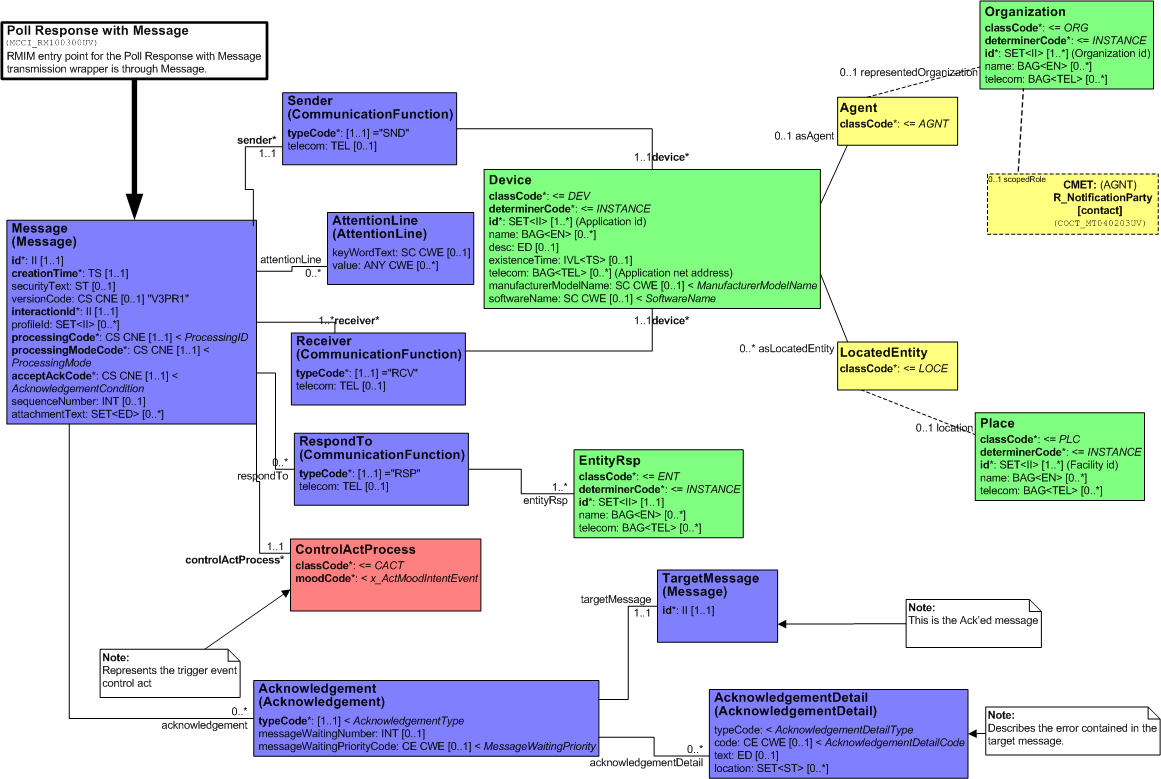 Poll Response with Message
(MCCI_RM100300UV)
RMIM entry point for the Poll Response with Message
transmission wrapper is through Message.
Message
(Message)
id*: II [1..1]
creationTime*: TS [1..1]
securityText: ST [0..1]
versionCode: CS CNE [0..1] "V3PR1"
interactionId*: II [1..1]
profileId: SET<II> [0..*]
processingCode*: CS CNE [1..1] < ProcessingID
processingModeCode*: CS CNE [1..1] <
ProcessingMode
acceptAckCode*: CS CNE [1..1] <
AcknowledgementCondition
sequenceNumber: INT [0..1]
attachmentText: SET<ED> [0..*]
sender*
1..1
Sender
(CommunicationFunction)
typeCode*: [1..1] ="SND"
telecom: TEL [0..1]
attentionLine
0..*
AttentionLine
(AttentionLine)
keyWordText: SC CWE [0..1]
value: ANY CWE [0..*]
1..*receiver*
Receiver
(CommunicationFunction)
typeCode*: [1..1] ="RCV"
telecom: TEL [0..1]
0..*
respondTo
RespondTo
(CommunicationFunction)
typeCode*: [1..1] ="RSP"
telecom: TEL [0..1]
1..*
entityRsp
EntityRsp
classCode*: <= ENT
determinerCode*: <= INSTANCE
id*: SET<II> [1..1]
name: BAG<EN> [0..*]
telecom: BAG<TEL> [0..*]
1..1device*
Device
classCode*: <= DEV
determinerCode*: <= INSTANCE
id*: SET<II> [1..*] (Application id)
name: BAG<EN> [0..*]
desc: ED [0..1]
existenceTime: IVL<TS> [0..1]
telecom: BAG<TEL> [0..*] (Application net address)
manufacturerModelName: SC CWE [0..1] < ManufacturerModelName
softwareName: SC CWE [0..1] < SoftwareName
1..1device*
0..1 asAgent
Agent
classCode*: <= AGNT
0..1 representedOrganization
Organization
classCode*: <= ORG
determinerCode*: <= INSTANCE
id*: SET<II> [1..*] (Organization id)
name: BAG<EN> [0..*]
telecom: BAG<TEL> [0..*]
0..1 scopedRole
CMET: (AGNT)
R_NotificationParty
[contact]
(COCT_MT040203UV)
0..* asLocatedEntity
LocatedEntity
classCode*: <= LOCE
0..1 location
Place
classCode*: <= PLC
determinerCode*: <= INSTANCE
id*: SET<II> [1..*] (Facility id)
name: BAG<EN> [0..*]
telecom: BAG<TEL> [0..*]
1..1
controlActProcess*
ControlActProcess
classCode*: <= CACT
moodCode*: < x_ActMoodIntentEvent
Note:
Represents the trigger event
control act
targetMessage
1..1
TargetMessage
(Message)
id*: II [1..1]
Note:
This is the Ack'ed message
0..*
acknowledgement
Acknowledgement
(Acknowledgement)
typeCode*: [1..1] < AcknowledgementType
messageWaitingNumber: INT [0..1]
messageWaitingPriorityCode: CE CWE [0..1] < MessageWaitingPriority
0..*
acknowledgementDetail
AcknowledgementDetail
(AcknowledgementDetail)
typeCode: < AcknowledgementDetailType
code: CE CWE [0..1] < AcknowledgementDetailCode
text: ED [0..1]
location: SET<ST> [0..*]
Note:
Describes the error contained in the
target message.